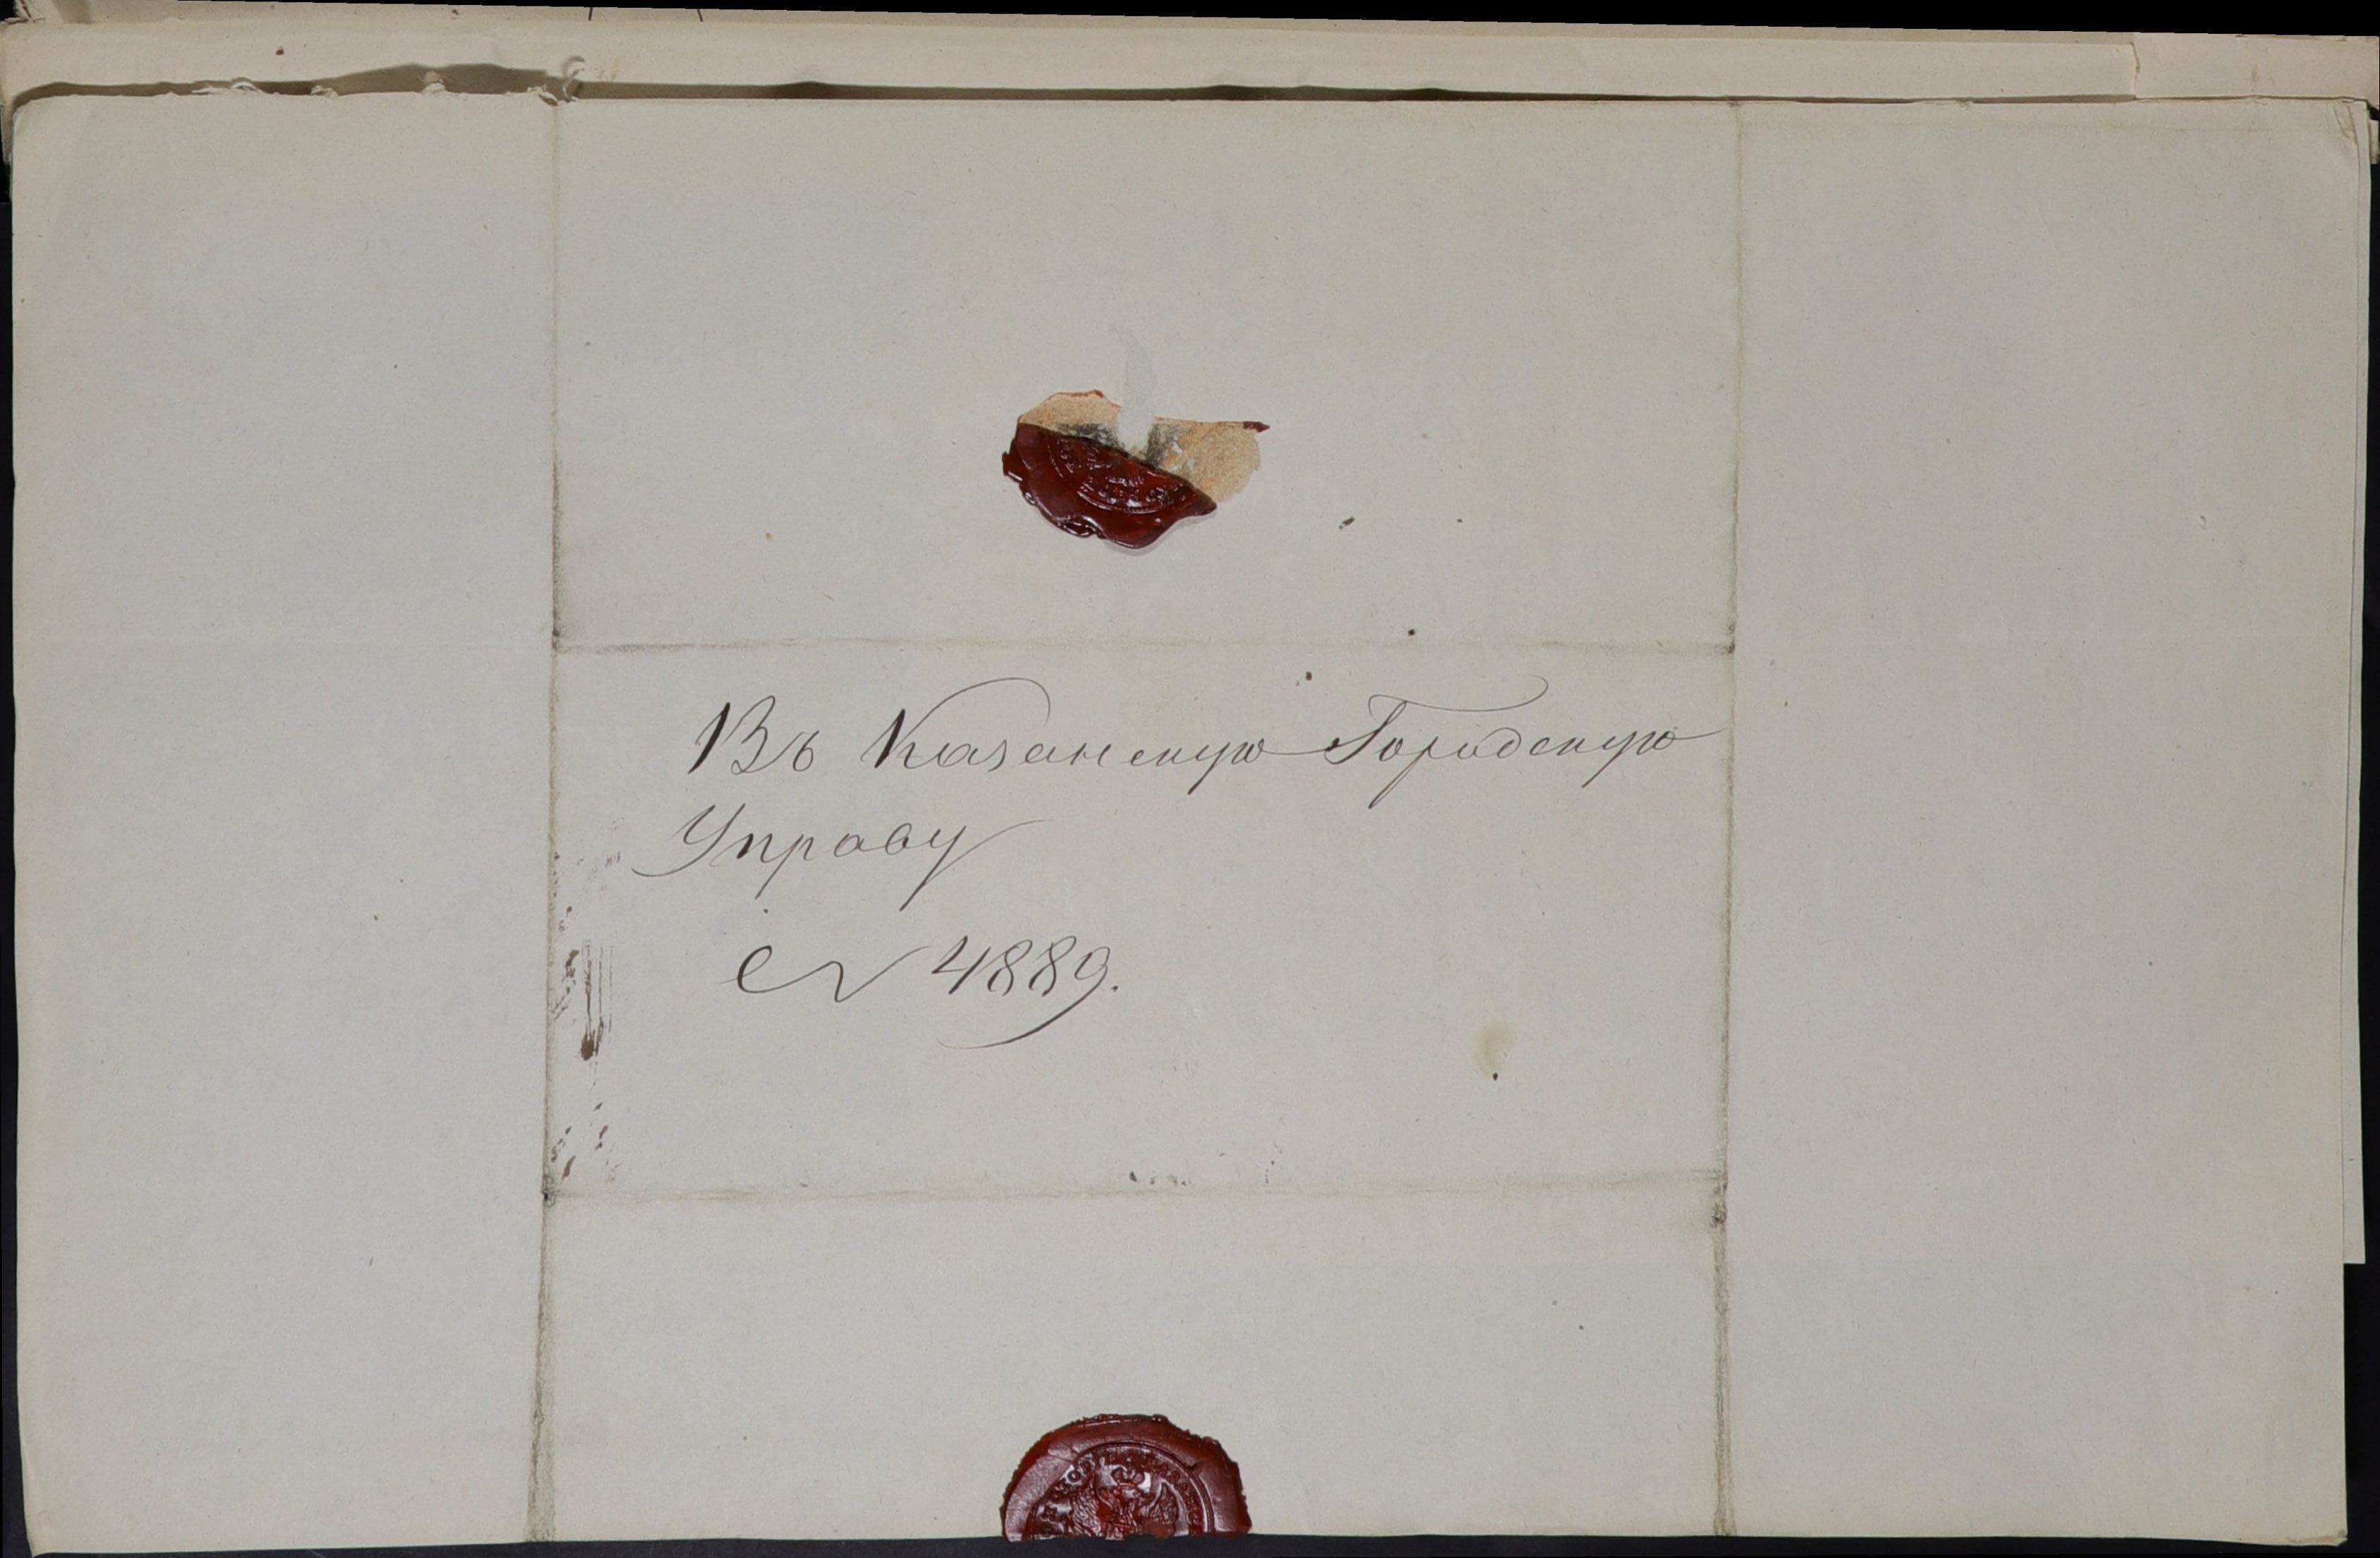 Въ Казанскую Городскую
Управу
№ 4889.